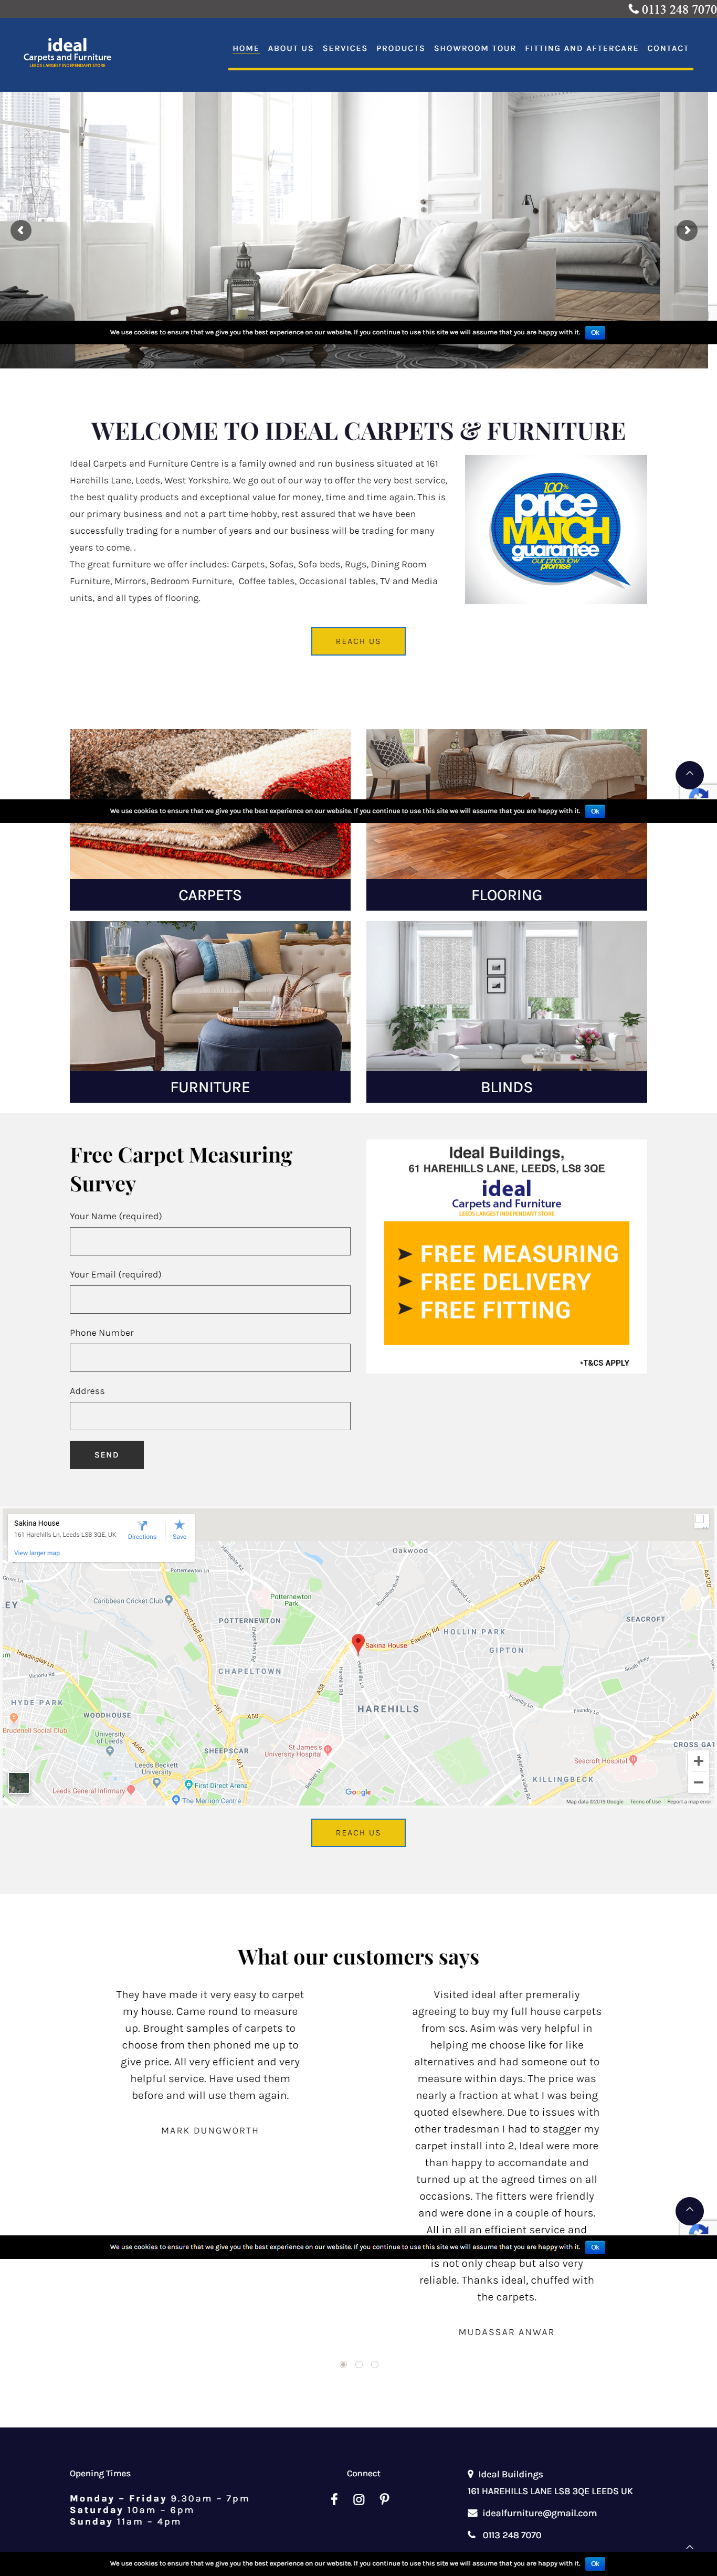 0113 248 7070
ideal
Carpets and Furniture
LEEDS LARGEST INDEPENDANT STORE
HOME ABOUT US SERVICES PRODUCTS SHOWROOM TOUR FITTING AND AFTERCARE CONTACT
We use cookies to ensure that we give you the best experience on our website. If you continue to use this site we will assume that you are happy with it. Ok
WELCOME TO IDEAL CARPETS & FURNITURE
Ideal Carpets and Furniture Centre is a family owned and run business situated at 161
Harehills Lane, Leeds, West Yorkshire. We go out of our way to offer the very best service,
the best quality products and exceptional value for money, time and time again. This is
our primary business and not a part time hobby, rest assured that we have been
successfully trading for a number of years and our business will be trading for many
years to come. .
The great furniture we offer includes: Carpets, Sofas, Sofa beds, Rugs, Dining Room
Furniture, Mirrors, Bedroom Furniture,  Coffee tables, Occasional tables, TV and Media
units, and all types of flooring.
100%
price
MATCH
guarantee
our price promise
REACH US
We use cookies to ensure that we give you the best experience on our website. If you continue to use this site we will assume that you are happy with it. Ok
CARPETS
FLOORING
FURNITURE
BLINDS
Free Carpet Measuring
Survey
Your Name (required)
Your Email (required)
Phone Number
Address
SEND
Ideal Buildings,
61 HAREHILLS LANE, LEEDS, LS8 3QE
ideal
Carpets and Furniture
LEEDS LARGEST INDEPENDANT STORE
FREE MEASURING
FREE DELIVERY
FREE FITTING
•T&CS APPLY
Sakina House
161 Harehills Ln, Leeds LS8 3QE, UK
Directions
Save
View larger map
Oakwood
Easterly Rd
A6120
Potternewton Ln
Caribbean Cricket Club
Potternewton
Park
POTTERNEWTON
Scott Hall Rd
SEACROFT
HOLLIN PARK
Sakina House
Easterly Rd
GIPTON
CHAPELTOWN
A58
HAREHILLS
HYDE PARK
WOODHOUSE
A61
A58
Foundry Ln
Foundry Ln
A64
Brudenell Social Club
University
of Leeds
A660
SHEEPSCAR
St James's
University Hospital
CROSS GAT
Leeds Beckett
University
Seacroft Hospital
First Direct Arena
KILLINGBECK
Leeds General Infirmary
The Merrion Centre
Google
Map data ©2019 Google Terms of Use Report a map error
REACH US
What our customers says
They have made it very easy to carpet
my house. Came round to measure
up. Brought samples of carpets to
choose from then phoned me up to
give price. All very efficient and very
helpful service. Have used them
before and will use them again.
MARK DUNGWORTH
Visited ideal after premeraliy
agreeing to buy my full house carpets
from scs. Asim was very helpful in
helping me choose like for like
alternatives and had someone out to
measure within days. The price was
nearly a fraction at what I was being
quoted elsewhere. Due to issues with
other tradesman I had to stagger my
carpet install into 2, Ideal were more
than happy to accomandate and
turned up at the agreed times on all
occasions. The fitters were friendly
and were done in a couple of hours.
All in all an efficient service and
We use cookies to ensure that we give you the best experience on our website. If you continue to use this site we will assume that you are happy with it. Ok
is not only cheap but also very
reliable. Thanks ideal, chuffed with
the carpets.
MUDASSAR ANWAR
Opening Times
Monday – Friday 9.30am – 7pm
Saturday 10am – 6pm
Sunday 11am – 4pm
Connect
Ideal Buildings
161 HAREHILLS LANE LS8 3QE LEEDS UK
idealfurniture@gmail.com
0113 248 7070
We use cookies to ensure that we give you the best experience on our website. If you continue to use this site we will assume that you are happy with it. Ok